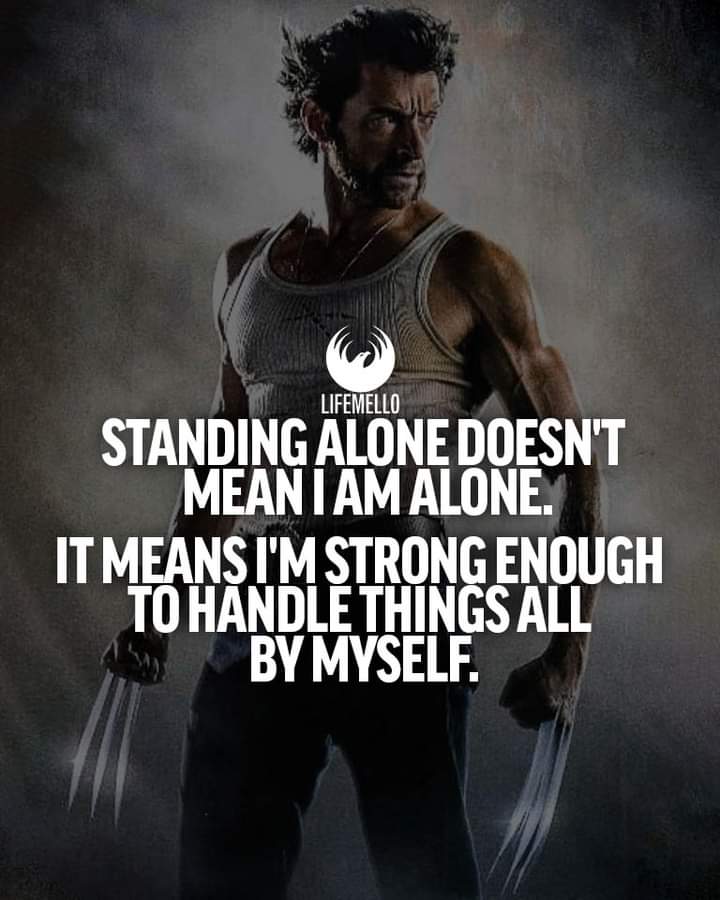 LIFEMELLO
STANDING ALONE DOESN'T
MEAN I AM ALONE.
IT MEANS I'M STRONG ENOUGH
TO HANDLE THINGS ALL
BY MYSELF.